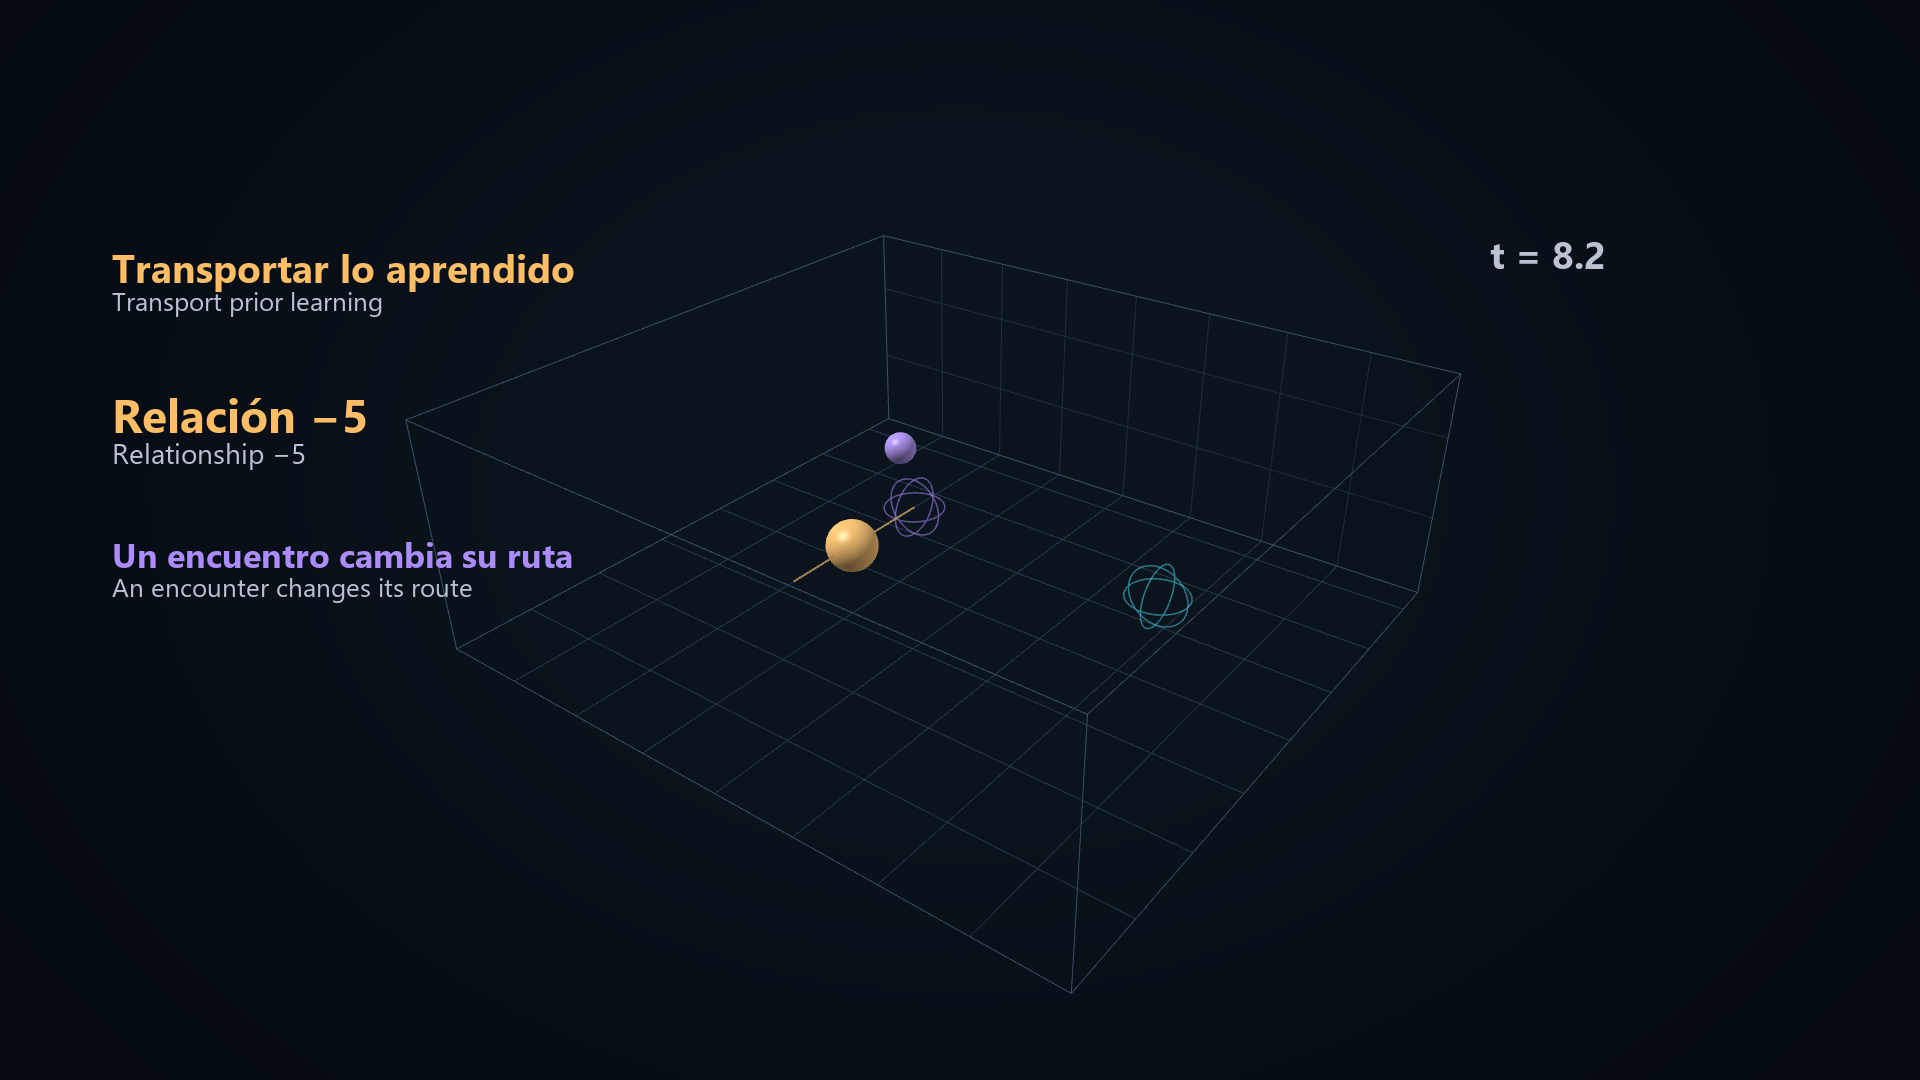 Transportar lo aprendido
Transport prior learning
t = 8.2
Relación −5
Relationship −5
Un encuentro cambia su ruta
An encounter changes its route